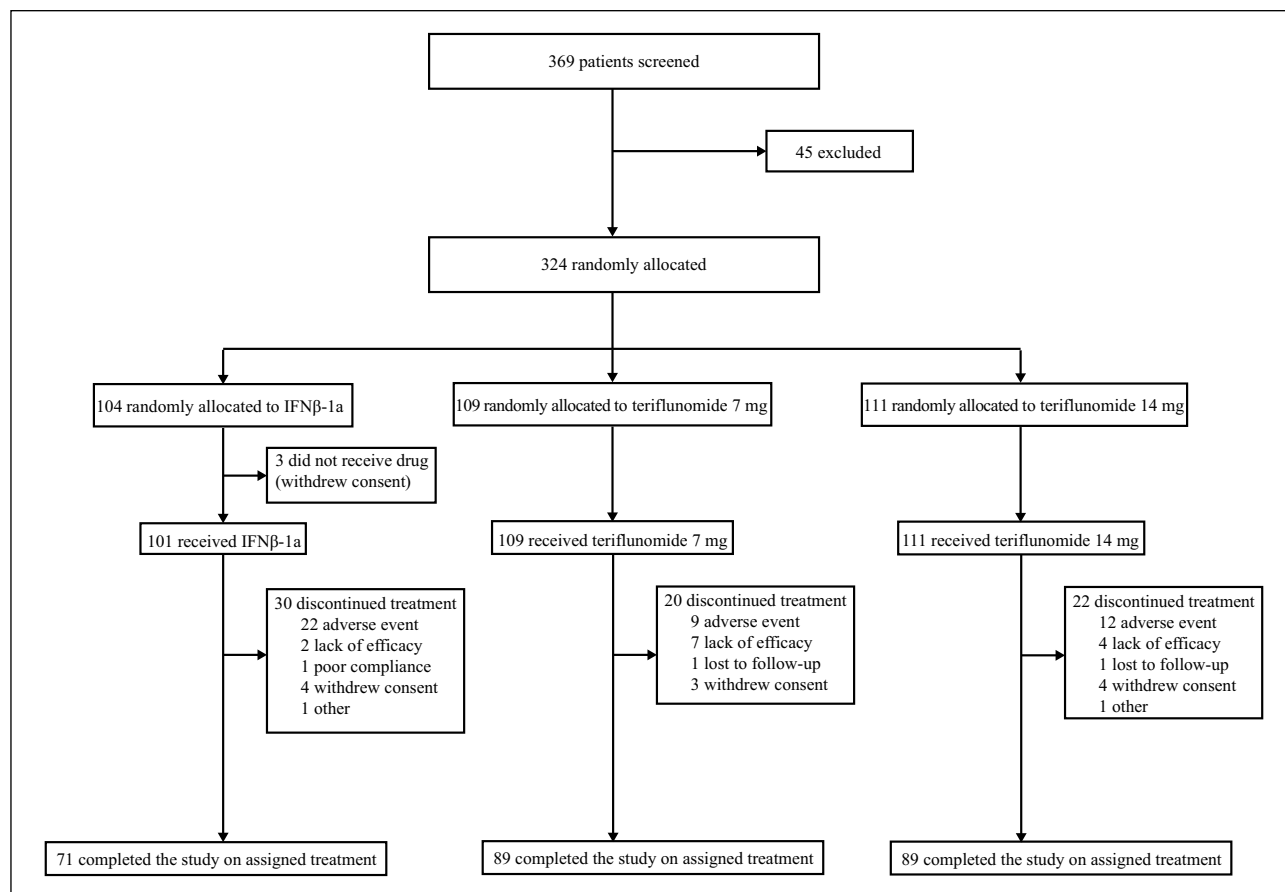 369 patients screened
45 excluded
324 randomly allocated
104 randomly allocated to IFNβ-1a
109 randomly allocated to teriflunomide 7 mg
111 randomly allocated to teriflunomide 14 mg
3 did not receive drug
(withdrew consent)
101 received IFNβ-1a
109 received teriflunomide 7 mg
111 received teriflunomide 14 mg
30 discontinued treatment
22 adverse event
2 lack of efficacy
1 poor compliance
4 withdrew consent
1 other
20 discontinued treatment
9 adverse event
7 lack of efficacy
1 lost to follow-up
3 withdrew consent
22 discontinued treatment
12 adverse event
4 lack of efficacy
1 lost to follow-up
4 withdrew consent
1 other
71 completed the study on assigned treatment
89 completed the study on assigned treatment
89 completed the study on assigned treatment